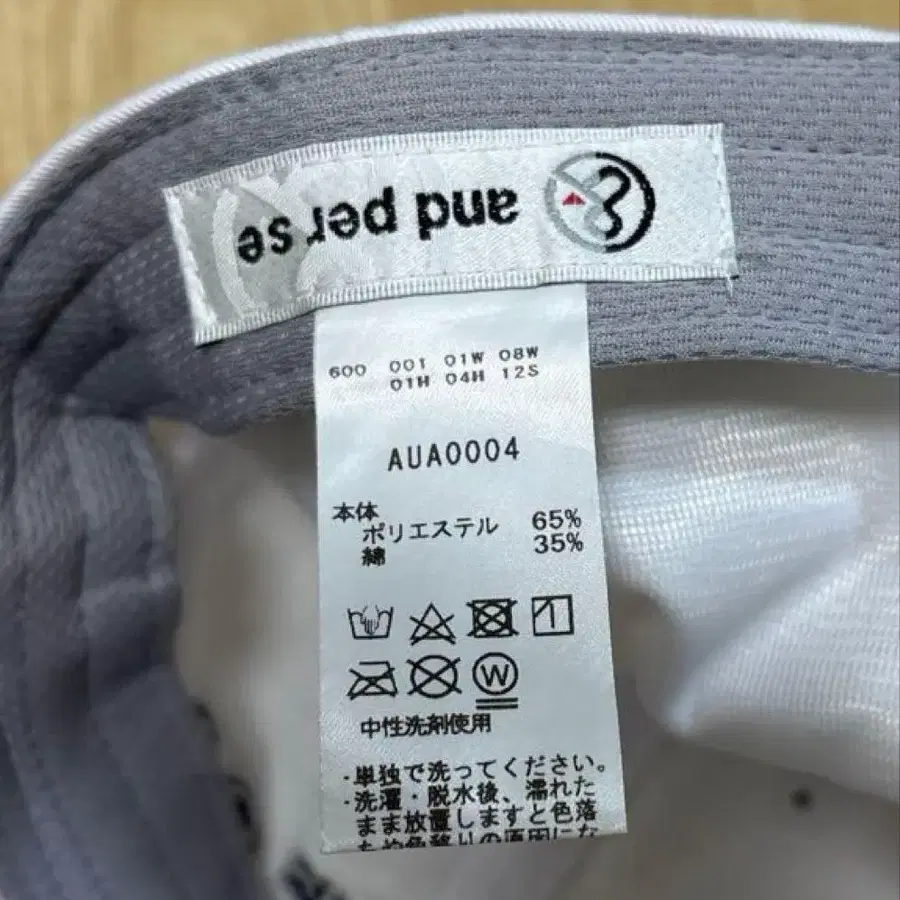 and per se
600 001 01W 08W
01H 04H 12S
AUA0004
本体
ポリエステル 65%
綿 35%
W
中性洗剤使用
・単独で洗ってください。
・洗濯・脱水後、濡れた
まま放置しますと色落